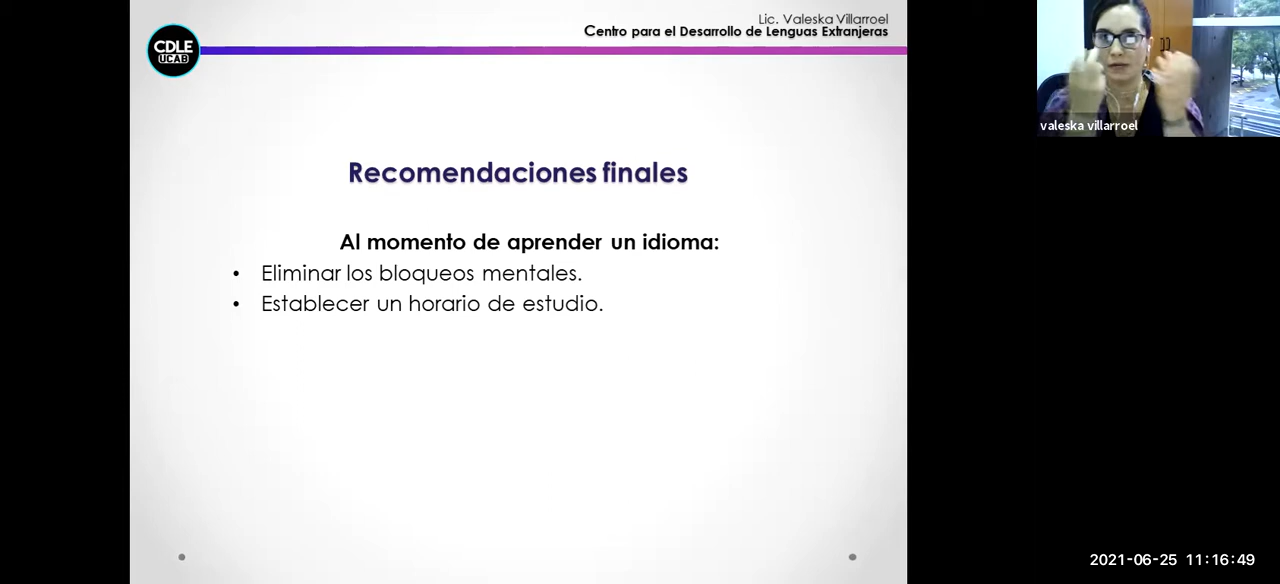 Lic. Valeska Villarroel
Centro para el Desarrollo de Lenguas Extranjeras
CDLE
UCAB
valeska villarroel
Recomendaciones finales
Al momento de aprender un idioma:
• Eliminar los bloqueos mentales.
• Establecer un horario de estudio.
2021-06-25 11:16:49